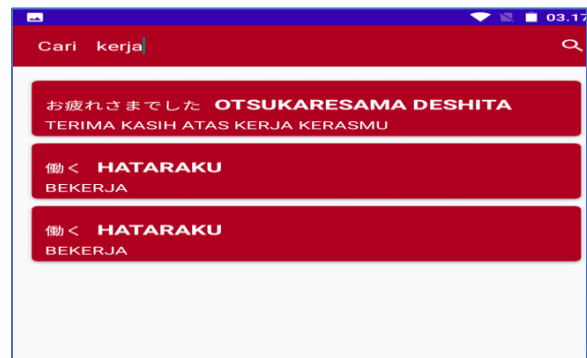 03.17
Cari kerja
お疲れさまでした OTSUKARESAMA DESHITA
TERIMA KASIH ATAS KERJA KERASMU
働く HATARAKU
BEKERJA
働く HATARAKU
BEKERJA